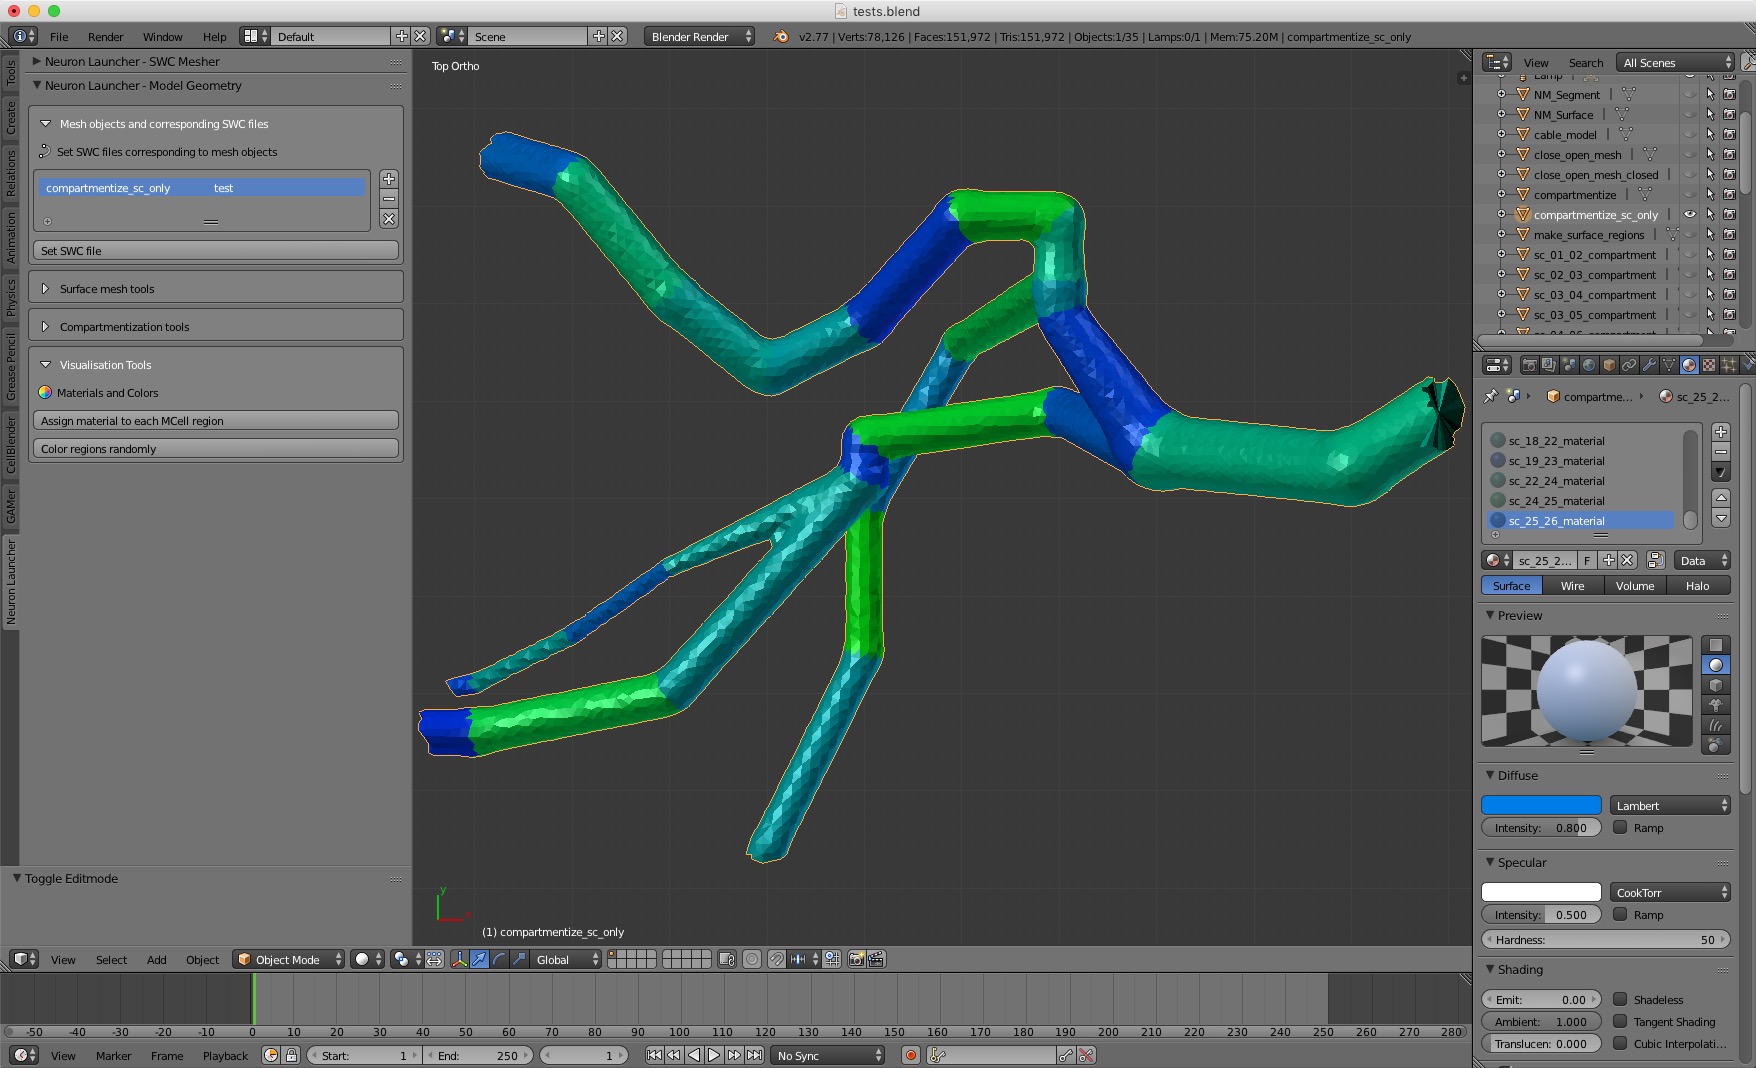 tests.blend
File Render Window Help Default Scene Blender Render v2.77 | Verts:78,126 | Faces:151,972 | Tris:151,972 | Objects:1/35 | Lamps:0/1 | Mem:75.20M | compartmentize_sc_only
Tools
Create
Relations
Animation
Physics
Grease Pencil
CellBlender
GAMer
Neuron Launcher
Neuron Launcher - SWC Mesher
Neuron Launcher - Model Geometry
Mesh objects and corresponding SWC files
Set SWC files corresponding to mesh objects
compartmentize_sc_only test
Set SWC file
Surface mesh tools
Compartmentization tools
Visualisation Tools
Materials and Colors
Assign material to each MCell region
Color regions randomly
Toggle Editmode
Top Ortho
y
x
(1) compartmentize_sc_only
View Select Add Object Object Mode Global
View Search All Scenes
Lamp
NM_Segment
NM_Surface
cable_model
close_open_mesh
close_open_mesh_closed
compartmentize
compartmentize_sc_only
make_surface_regions
sc_01_02_compartment
sc_02_03_compartment
sc_03_04_compartment
sc_03_05_compartment
compartme... sc_25_2...
sc_18_22_material
sc_19_23_material
sc_22_24_material
sc_24_25_material
sc_25_26_material
sc_25_2... F Data
Surface Wire Volume Halo
Preview
Diffuse
Lambert
Intensity: 0.800 Ramp
Specular
CookTorr
Intensity: 0.500 Ramp
Hardness: 50
Shading
Emit: 0.00 Shadeless
Ambient: 1.000 Tangent Shading
Translucen: 0.000 Cubic Interpolati...
-50 -40 -30 -20 -10 0 10 20 30 40 50 60 70 80 90 100 110 120 130 140 150 160 170 180 190 200 210 220 230 240 250 260 270 280
View Marker Frame Playback Start: 1 End: 250 1 No Sync